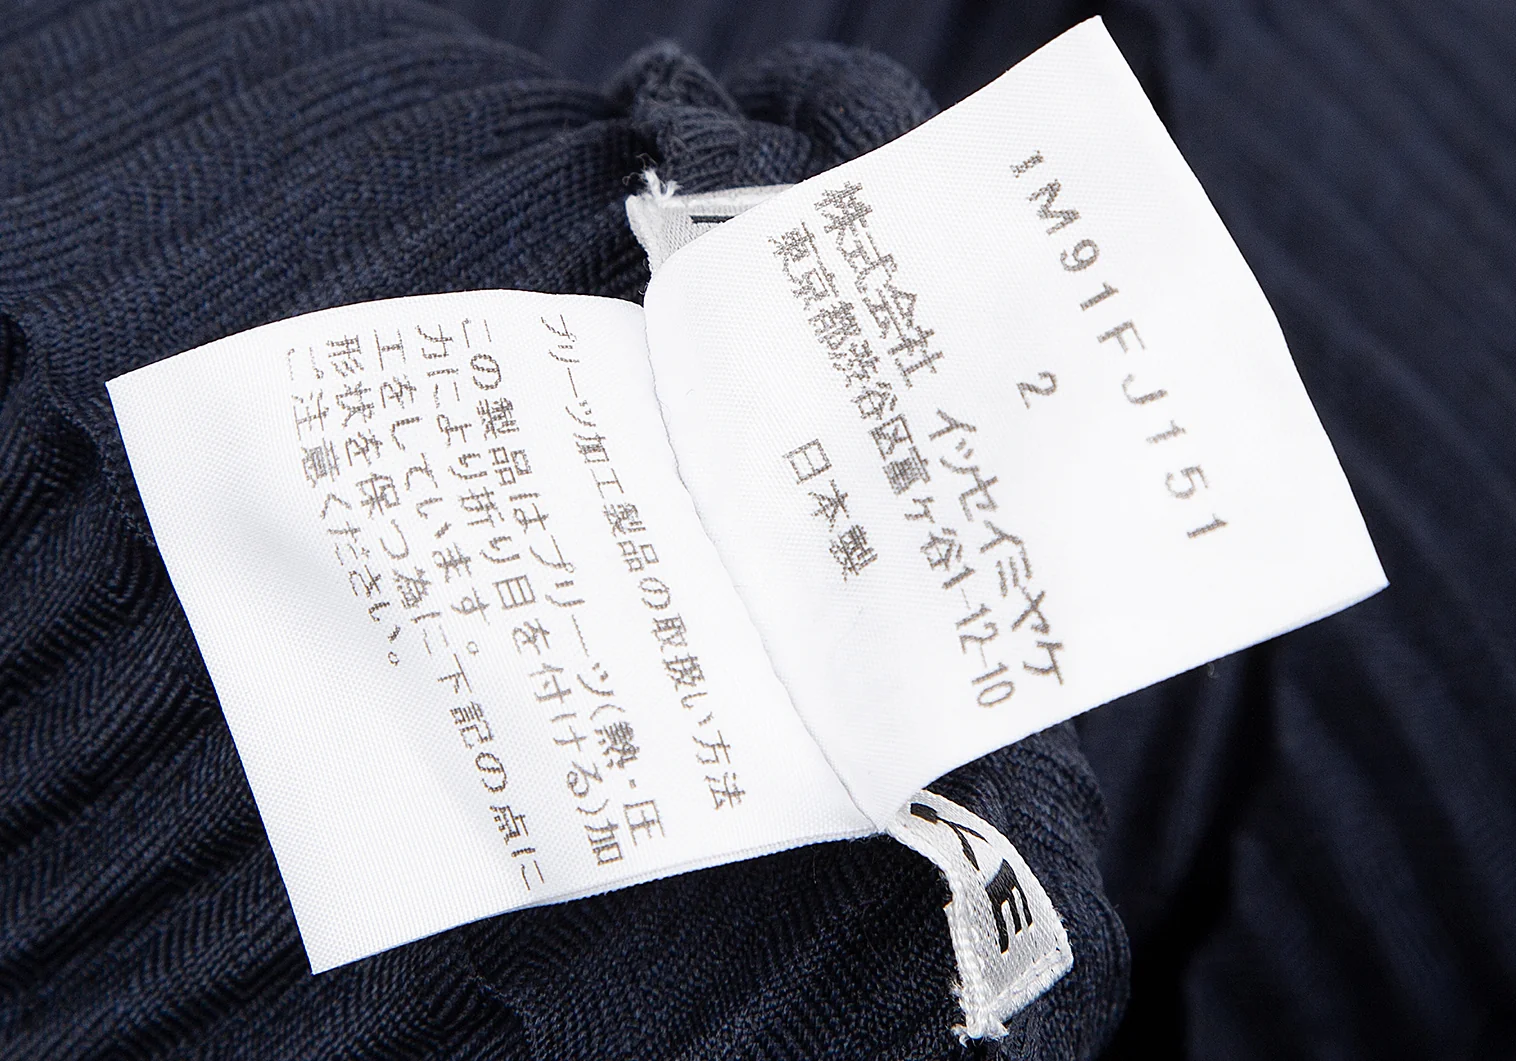 IM91FJ151
2
株式会社 イッセイミヤケ
東京都渋谷区富ケ谷1-12-10
日本製
プリーツ加工製品の取扱い方法
この製品はプリーツ(熱・圧
力により折り目を付ける)加
工をしています。
形状を保つ為に下記の点に
ご注意ください。
KE